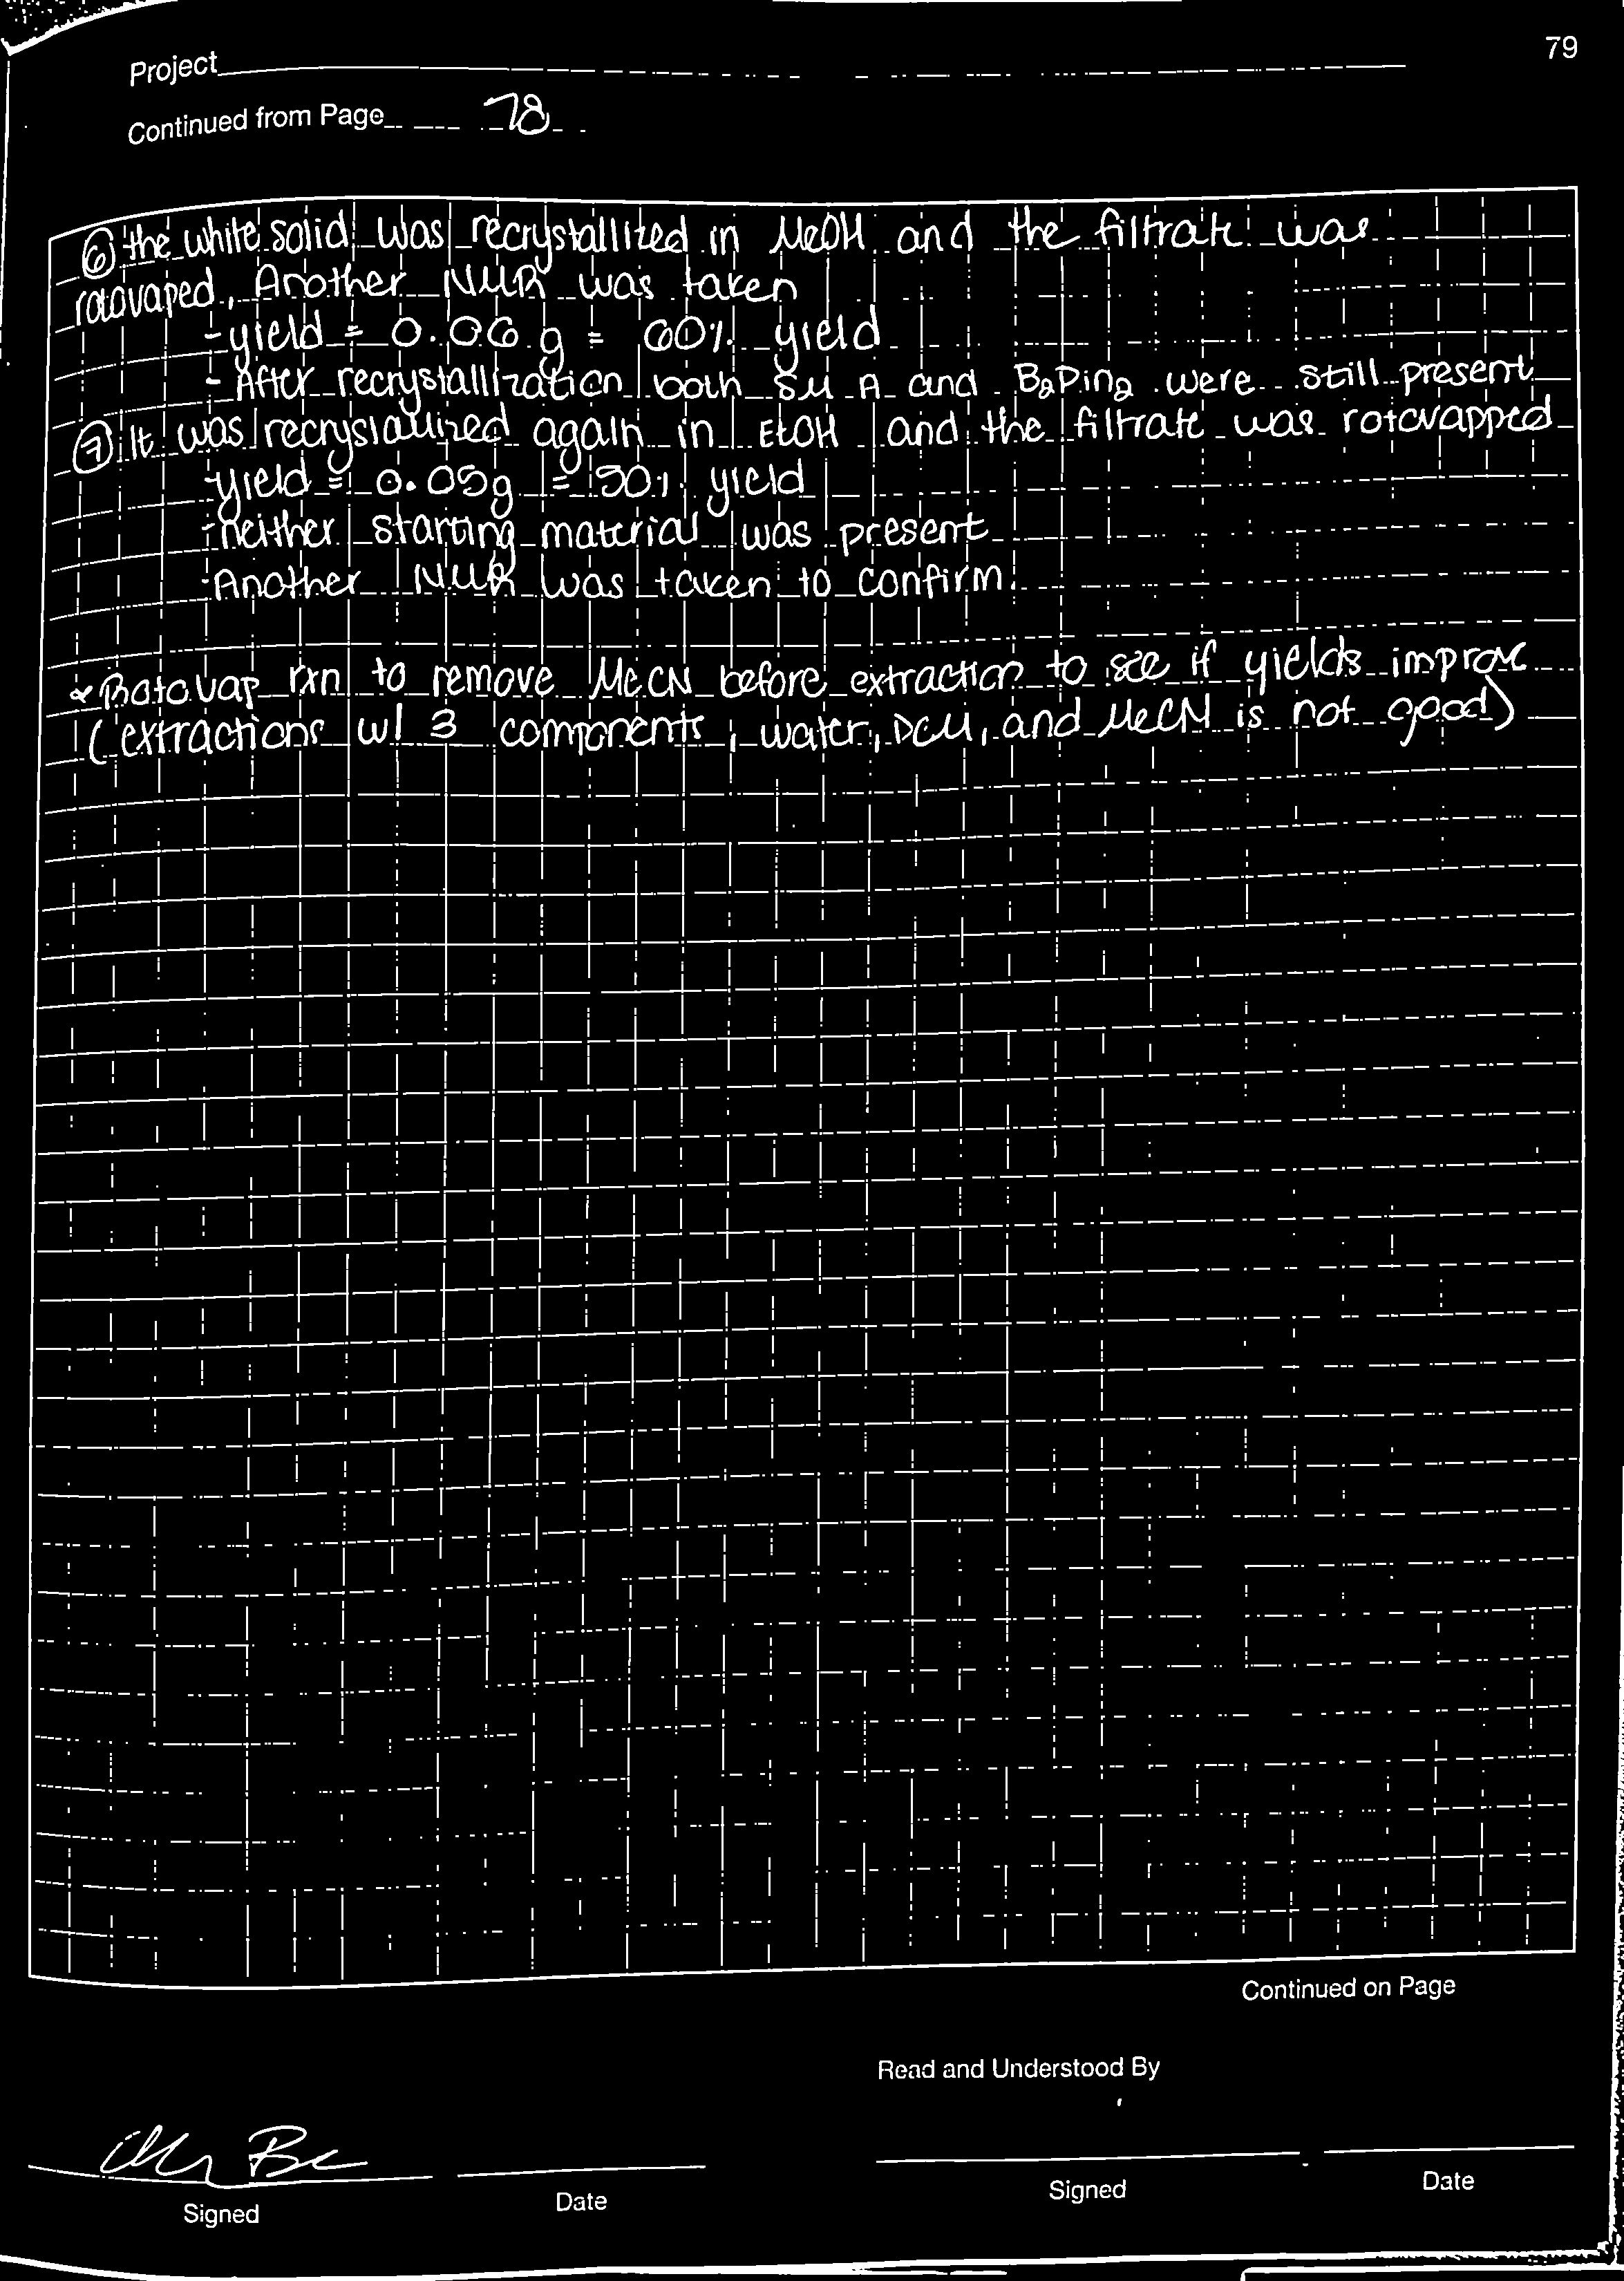 79
Project
Continued from Page 78
⑥ the white solid was recrystallized in MeOH and the filtrate was
rotovaped, Another NMR was taken
- yield = 0.06 g = 60% yield
- After recrystallization both SM A and B2Pin2 were still present
⑦ It was recrystallized again in EtOH and the filtrate was rotovapped
- yield = 0.05g = 50% yield
- neither starting material was present
- Another NMR was taken to confirm
* Rotovap rxn to remove MeCN before extraction to see if yields improve
(extractions w/ 3 components, water, DCM, and MeCN is not good)
Continued on Page
Read and Understood By
Signed
Date
Signed
Date